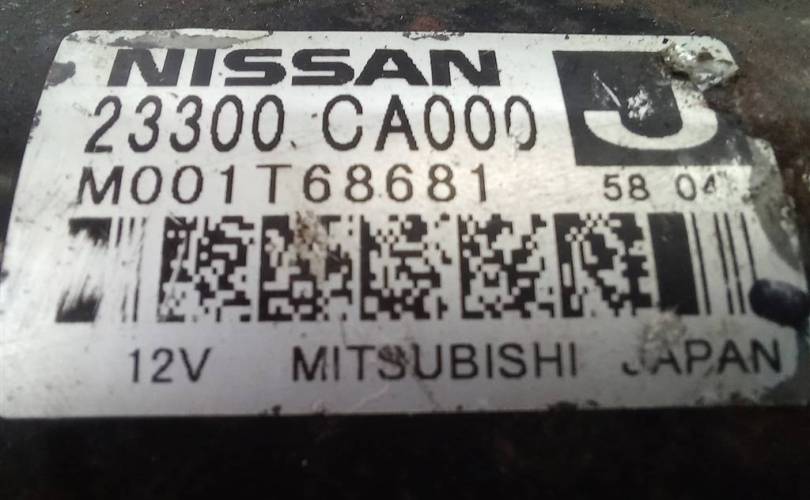 NISSAN
23300 CA000 J
M001T68681 58 04
12V MITSUBISHI JAPAN